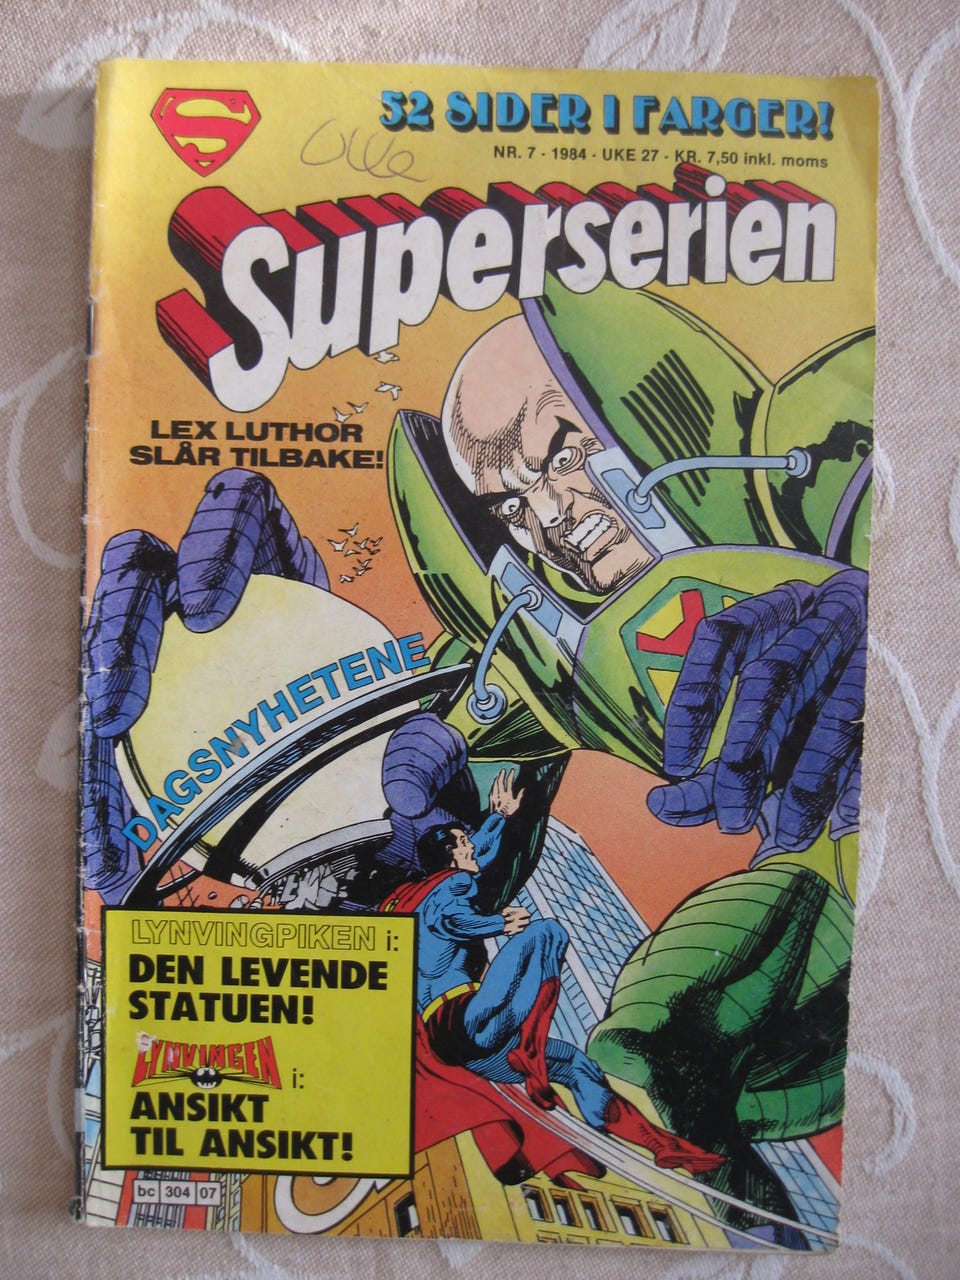 52 SIDER I FARGER!
Olle
NR. 7 - 1984 - UKE 27 - KR. 7,50 inkl. moms
Superserien
LEX LUTHOR
SLÅR TILBAKE!
DAGSNYHETENE
LYNVINGPIKEN i:
DEN LEVENDE
STATUEN!
LYNVINGEN i:
ANSIKT
TIL ANSIKT!
bc 304 07